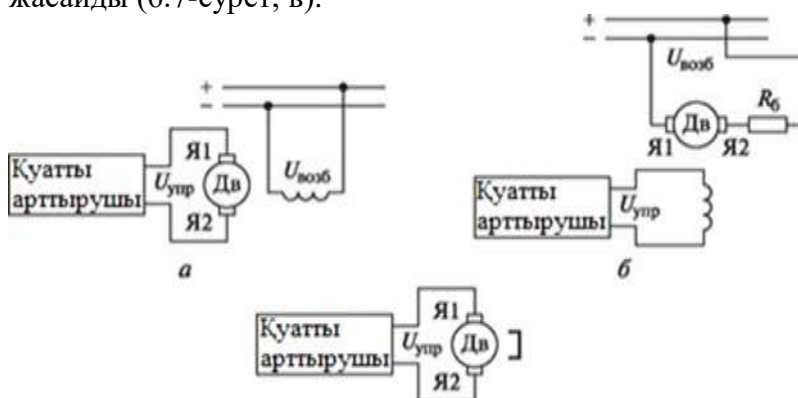 жасайды (6.7-сурет, в).
+
−
Uвозб
Rб
Дв
Я1 Я2
+
−
Uвозб
Қуатты
арттырушы
Uупр
Я1
Дв
Я2
а
Қуатты
арттырушы
Uупр
б
Қуатты
арттырушы
Uупр
Я1
Дв
Я2